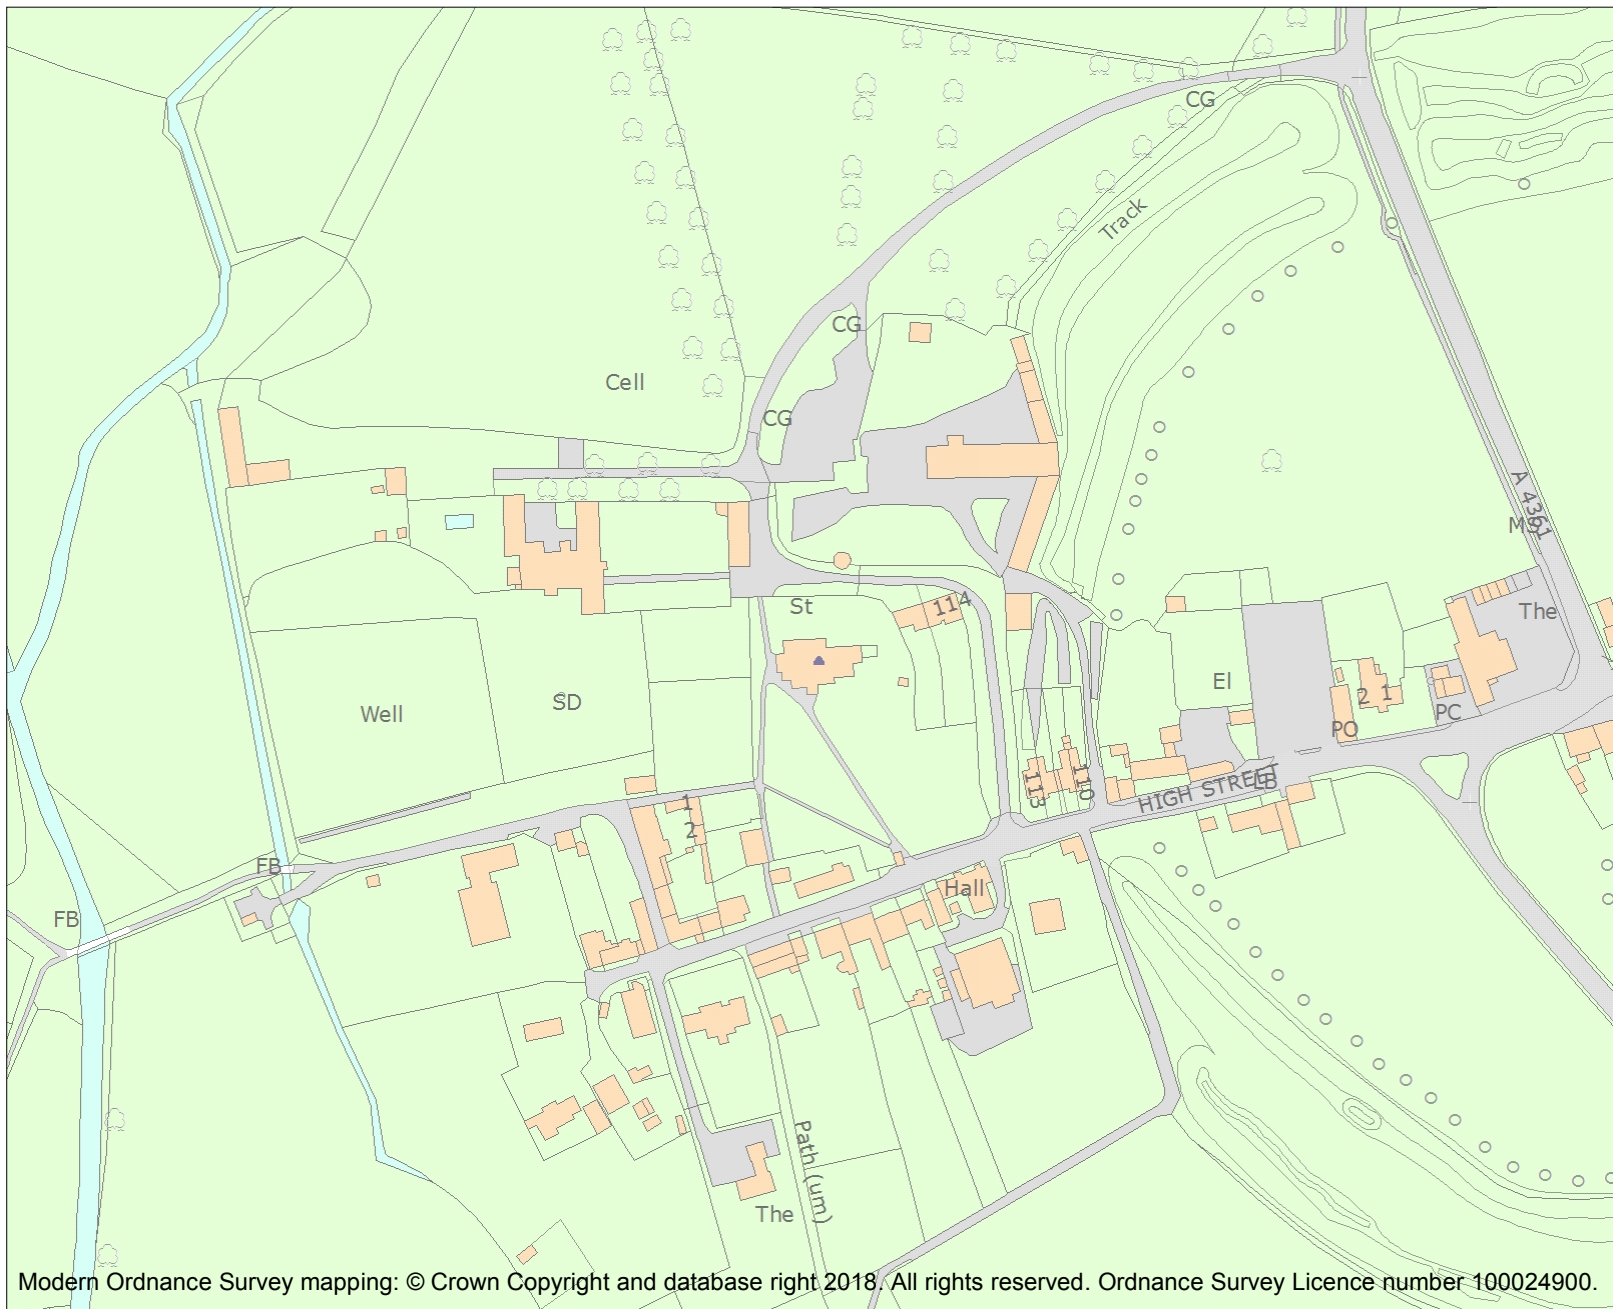 CG
Track
CG
Cell
CG
A 4361
MS
St
114
The
El
SD
Well
2 1
PC
PO
113
110
HIGH STREET
LB
1
2
FB
Hall
FB
Path (um)
The
Modern Ordnance Survey mapping: © Crown Copyright and database right 2018. All rights reserved. Ordnance Survey Licence number 100024900.